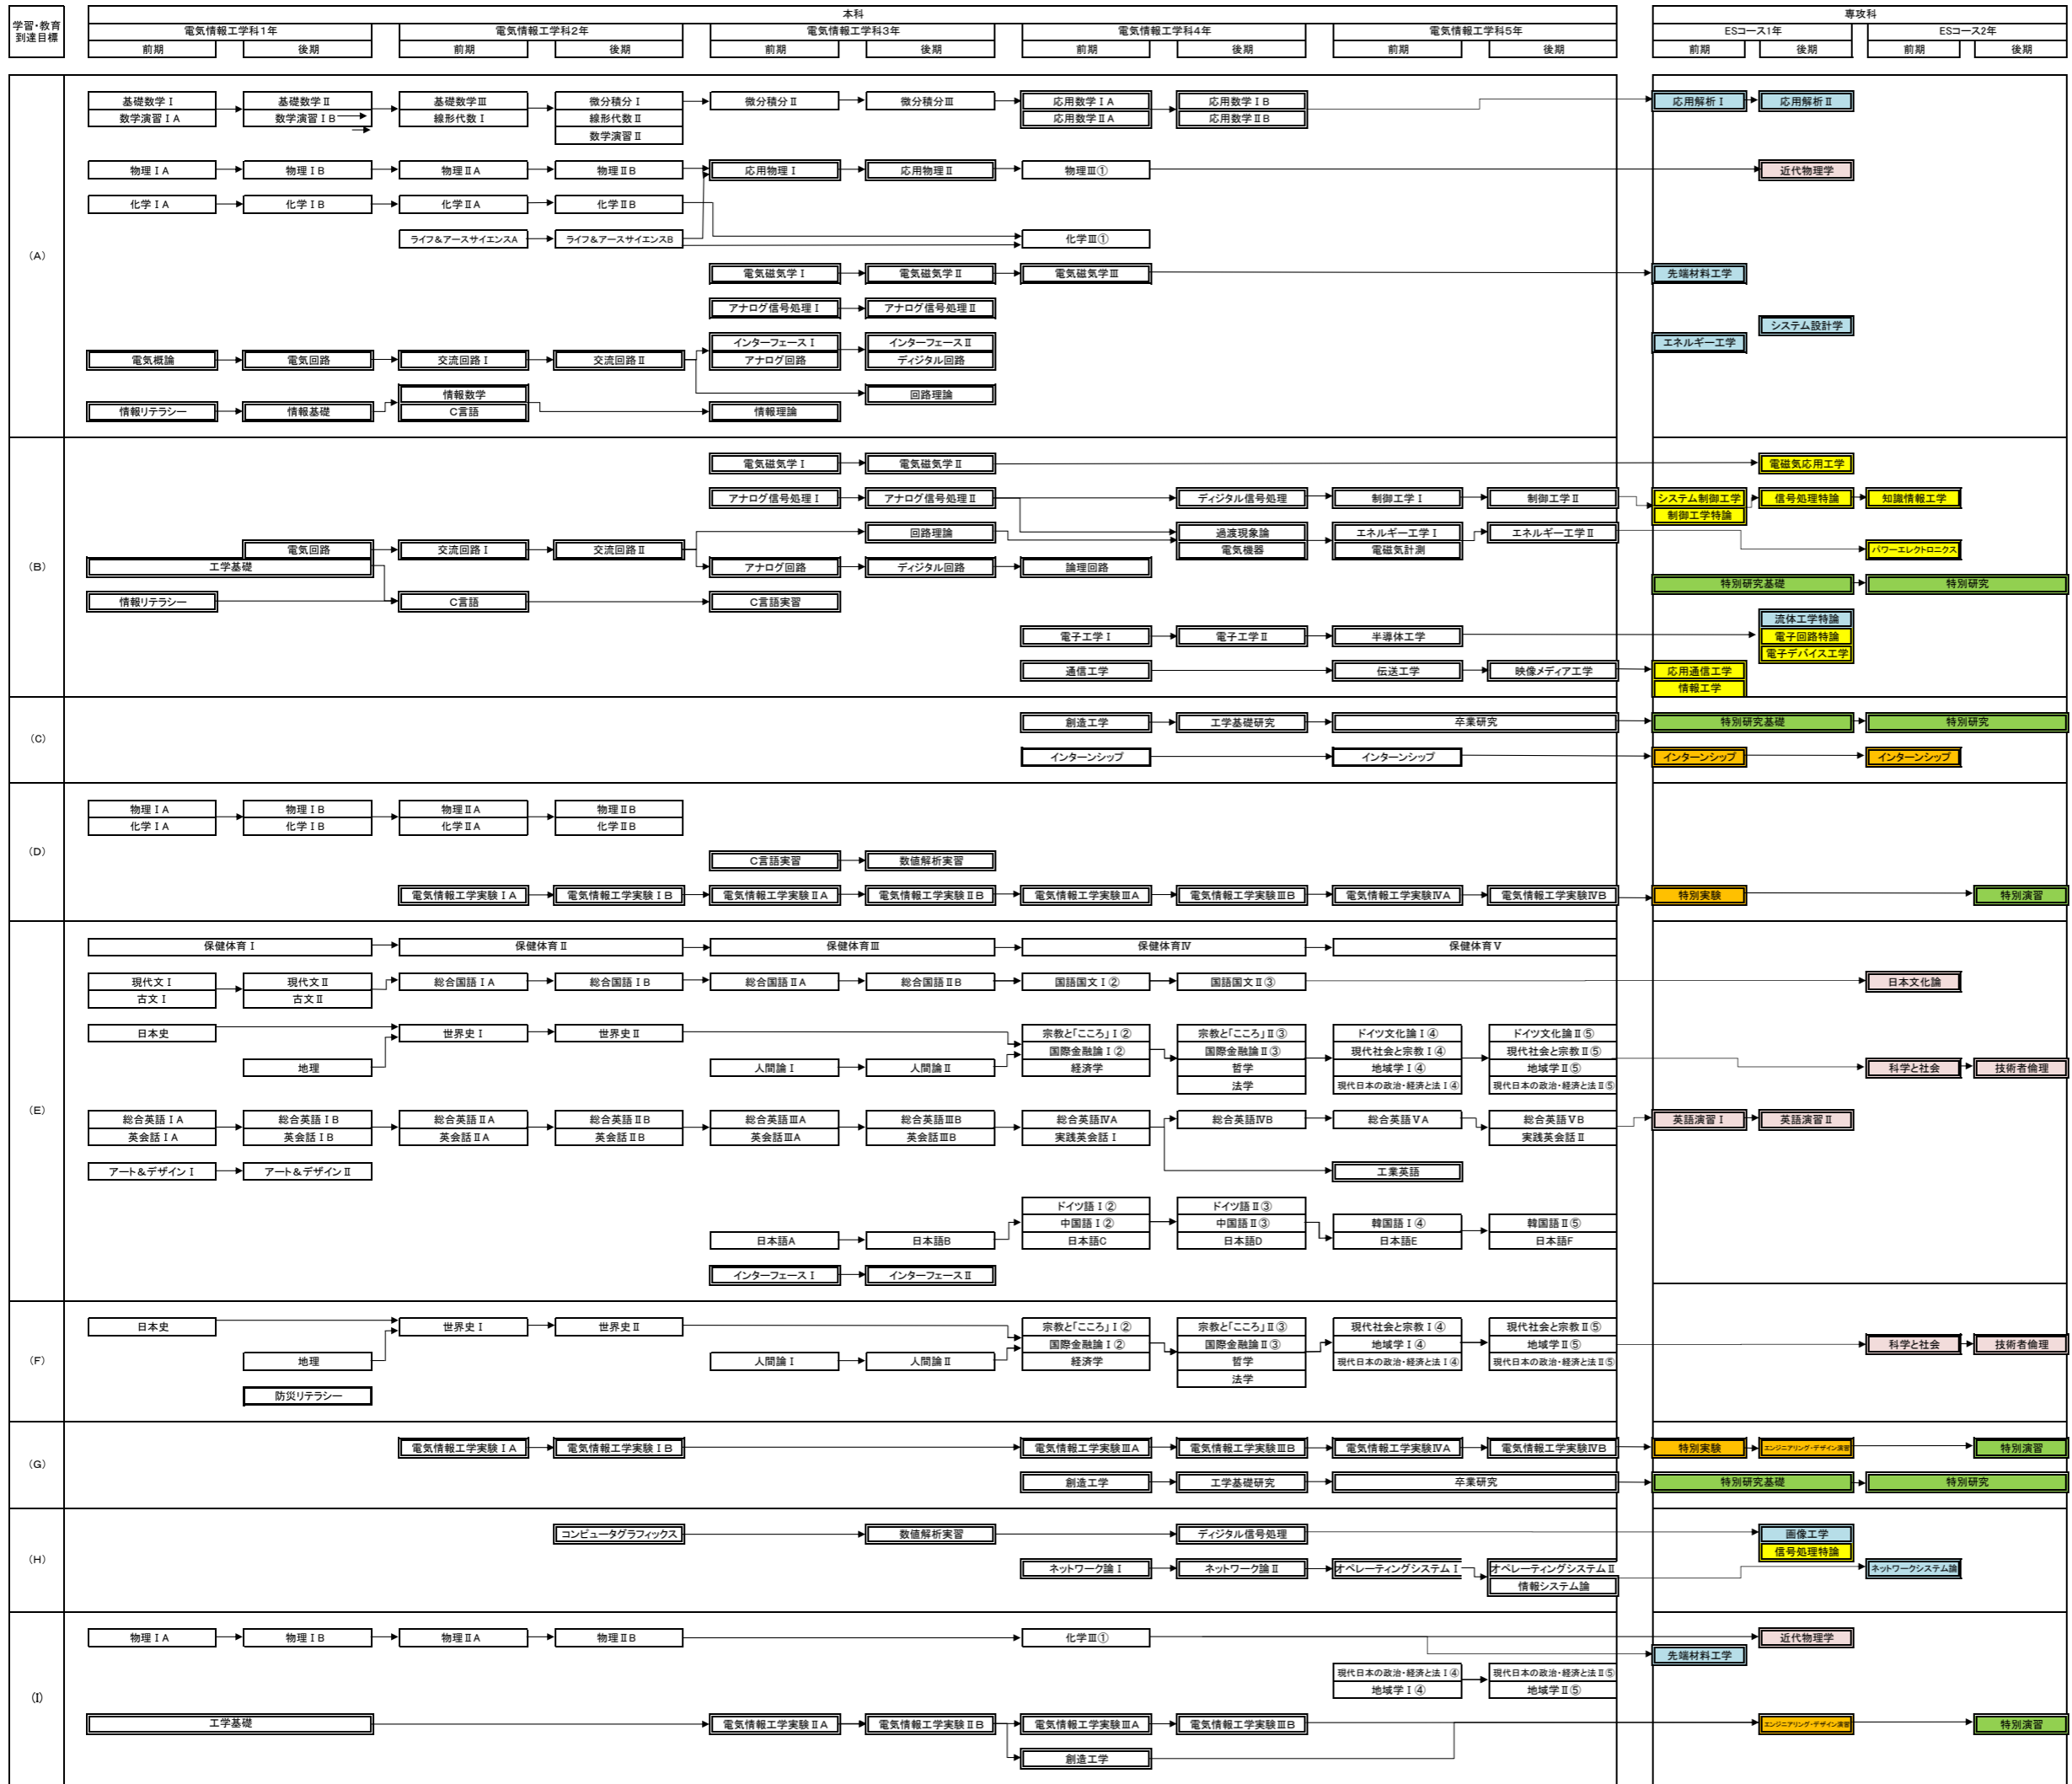 学習・教育
到達目標
本科
専攻科
電気情報工学科1年
電気情報工学科2年
電気情報工学科3年
電気情報工学科4年
電気情報工学科5年
ESコース1年
ESコース2年
前期 後期 前期 後期 前期 後期 前期 後期 前期 後期 前期 後期 前期 後期
(A)
基礎数学Ⅰ 基礎数学Ⅱ 基礎数学Ⅲ 微分積分Ⅰ 微分積分Ⅱ 微分積分Ⅲ 応用数学ⅠA 応用数学ⅠB 応用解析Ⅰ 応用解析Ⅱ
数学演習ⅠA 数学演習ⅠB 線形代数Ⅰ 線形代数Ⅱ 応用数学ⅡA 応用数学ⅡB
数学演習Ⅱ
物理ⅠA 物理ⅠB 物理ⅡA 物理ⅡB 応用物理Ⅰ 応用物理Ⅱ 物理Ⅲ① 近代物理学
化学ⅠA 化学ⅠB 化学ⅡA 化学ⅡB
ライフ&アースサイエンスA ライフ&アースサイエンスB 化学Ⅲ①
電気磁気学Ⅰ 電気磁気学Ⅱ 電気磁気学Ⅲ 先端材料工学
アナログ信号処理Ⅰ アナログ信号処理Ⅱ
システム設計学
インターフェースⅠ インターフェースⅡ エネルギー工学
電気概論 電気回路 交流回路Ⅰ 交流回路Ⅱ アナログ回路 ディジタル回路
情報数学 回路理論
情報リテラシー 情報基礎 C言語 情報理論
(B)
電気磁気学Ⅰ 電気磁気学Ⅱ 電磁気応用工学
アナログ信号処理Ⅰ アナログ信号処理Ⅱ ディジタル信号処理 制御工学Ⅰ 制御工学Ⅱ システム制御工学 信号処理特論 知識情報工学
制御工学特論
回路理論 過渡現象論 エネルギー工学Ⅰ エネルギー工学Ⅱ
電気回路 交流回路Ⅰ 交流回路Ⅱ 電気機器 電磁気計測 パワーエレクトロニクス
工学基礎 アナログ回路 ディジタル回路 論理回路
特別研究基礎 特別研究
情報リテラシー C言語 C言語実習
流体工学特論
電子工学Ⅰ 電子工学Ⅱ 半導体工学 電子回路特論
電子デバイス工学
通信工学 伝送工学 映像メディア工学 応用通信工学
情報工学
(C)
創造工学 工学基礎研究 卒業研究 特別研究基礎 特別研究
インターンシップ インターンシップ インターンシップ インターンシップ
(D)
物理ⅠA 物理ⅠB 物理ⅡA 物理ⅡB
化学ⅠA 化学ⅠB 化学ⅡA 化学ⅡB
C言語実習 数値解析実習
電気情報工学実験ⅠA 電気情報工学実験ⅠB 電気情報工学実験ⅡA 電気情報工学実験ⅡB 電気情報工学実験ⅢA 電気情報工学実験ⅢB 電気情報工学実験ⅣA 電気情報工学実験ⅣB 特別実験 特別演習
(E)
保健体育Ⅰ 保健体育Ⅱ 保健体育Ⅲ 保健体育Ⅳ 保健体育Ⅴ
現代文Ⅰ 現代文Ⅱ 総合国語ⅠA 総合国語ⅠB 総合国語ⅡA 総合国語ⅡB 国語国文Ⅰ② 国語国文Ⅱ③ 日本文化論
古文Ⅰ 古文Ⅱ
日本史 世界史Ⅰ 世界史Ⅱ 宗教と「こころ」Ⅰ② 宗教と「こころ」Ⅱ③ ドイツ文化論Ⅰ④ ドイツ文化論Ⅱ⑤
国際金融論Ⅰ② 国際金融論Ⅱ③ 現代社会と宗教Ⅰ④ 現代社会と宗教Ⅱ⑤
地理 人間論Ⅰ 人間論Ⅱ 経済学 哲学 地域学Ⅰ④ 地域学Ⅱ⑤ 科学と社会 技術者倫理
法学 現代日本の政治・経済と法Ⅰ④ 現代日本の政治・経済と法Ⅱ⑤
総合英語ⅠA 総合英語ⅠB 総合英語ⅡA 総合英語ⅡB 総合英語ⅢA 総合英語ⅢB 総合英語ⅣA 総合英語ⅣB 総合英語ⅤA 総合英語ⅤB 英語演習Ⅰ 英語演習Ⅱ
英会話ⅠA 英会話ⅠB 英会話ⅡA 英会話ⅡB 英会話ⅢA 英会話ⅢB 実践英会話Ⅰ 実践英会話Ⅱ
アート&デザインⅠ アート&デザインⅡ 工業英語
ドイツ語Ⅰ② ドイツ語Ⅱ③
中国語Ⅰ② 中国語Ⅱ③ 韓国語Ⅰ④ 韓国語Ⅱ⑤
日本語A 日本語B 日本語C 日本語D 日本語E 日本語F
インターフェースⅠ インターフェースⅡ
(F)
日本史 世界史Ⅰ 世界史Ⅱ 宗教と「こころ」Ⅰ② 宗教と「こころ」Ⅱ③ 現代社会と宗教Ⅰ④ 現代社会と宗教Ⅱ⑤
国際金融論Ⅰ② 国際金融論Ⅱ③ 地域学Ⅰ④ 地域学Ⅱ⑤ 科学と社会 技術者倫理
地理 人間論Ⅰ 人間論Ⅱ 経済学 哲学 現代日本の政治・経済と法Ⅰ④ 現代日本の政治・経済と法Ⅱ⑤
法学
防災リテラシー
(G)
電気情報工学実験ⅠA 電気情報工学実験ⅠB 電気情報工学実験ⅢA 電気情報工学実験ⅢB 電気情報工学実験ⅣA 電気情報工学実験ⅣB 特別実験 エンジニアリング・デザイン演習 特別演習
創造工学 工学基礎研究 卒業研究 特別研究基礎 特別研究
(H)
コンピュータグラフィックス 数値解析実習 ディジタル信号処理 画像工学
信号処理特論
ネットワーク論Ⅰ ネットワーク論Ⅱ オペレーティングシステムⅠ オペレーティングシステムⅡ ネットワークシステム論
情報システム論
(I)
物理ⅠA 物理ⅠB 物理ⅡA 物理ⅡB 化学Ⅲ① 近代物理学
先端材料工学
現代日本の政治・経済と法Ⅰ④ 現代日本の政治・経済と法Ⅱ⑤
地域学Ⅰ④ 地域学Ⅱ⑤
工学基礎 電気情報工学実験ⅡA 電気情報工学実験ⅡB 電気情報工学実験ⅢA 電気情報工学実験ⅢB エンジニアリング・デザイン演習 特別演習
創造工学